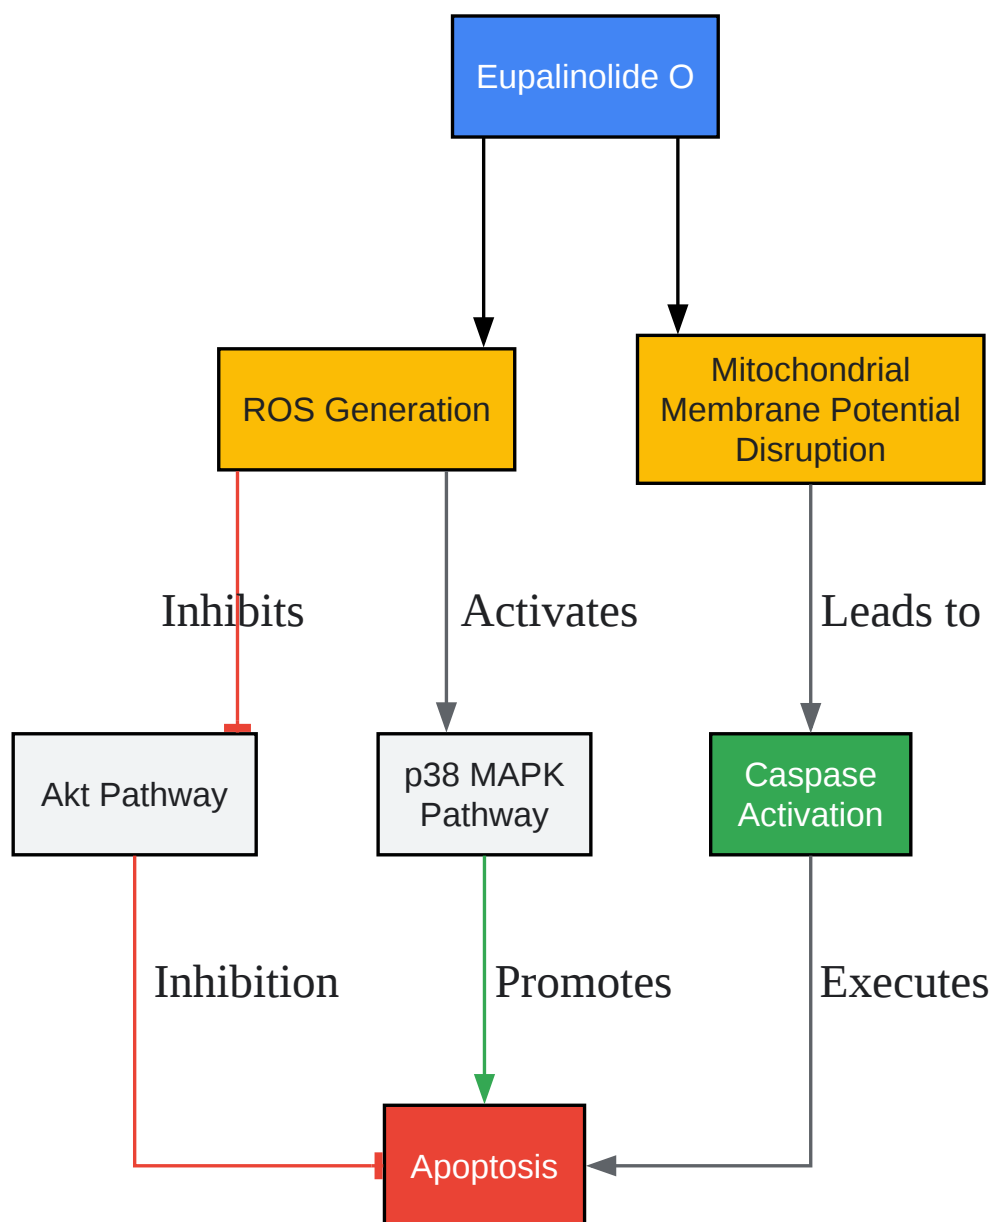 Eupalinolide O
ROS Generation
Mitochondrial
Membrane Potential
Disruption
Inhibits
Activates
Leads to
Akt Pathway
p38 MAPK
Pathway
Caspase
Activation
Inhibition
Promotes
Executes
Apoptosis